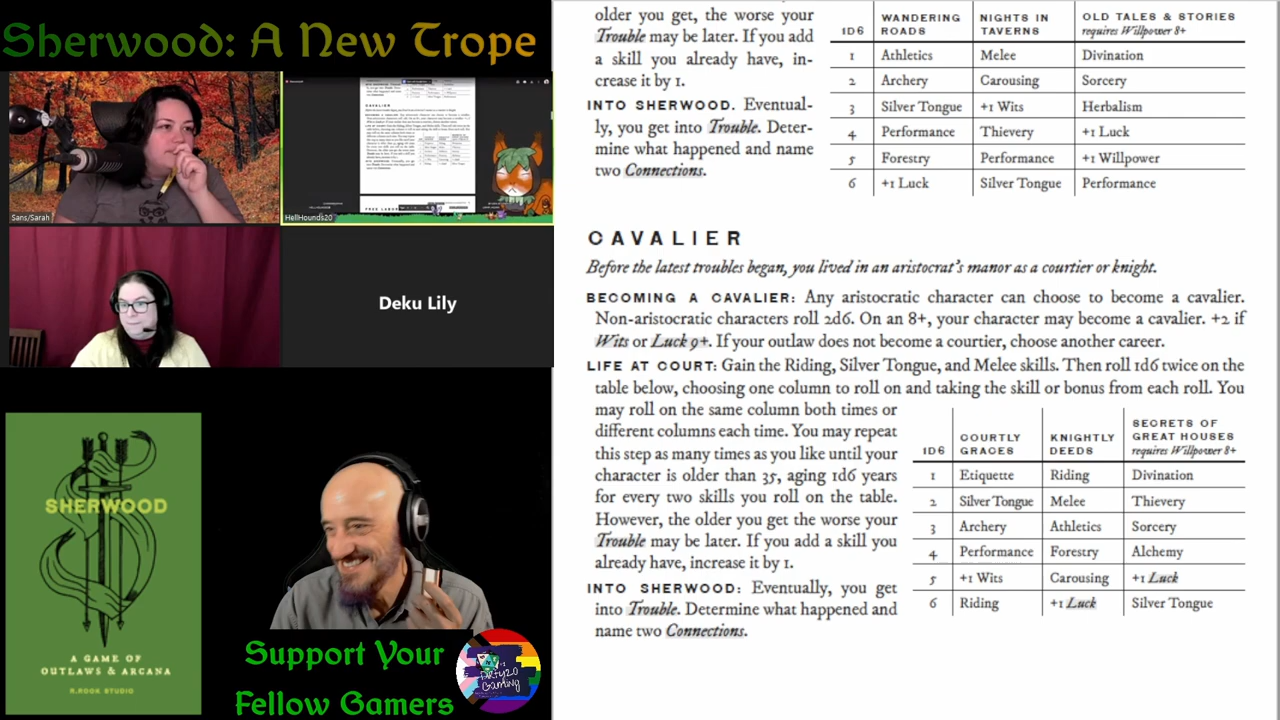 Sherwood: A New Trope
Sans/Sarah
HellHounds20
CAVALIER
Deku Lily
SHERWOOD
A GAME OF
OUTLAWS & ARCANA
R.ROOK STUDIO
Support Your
Fellow Gamers
Dirty20
Gaming
older you get, the worse your
Trouble may be later. If you add
a skill you already have, in-
crease it by 1.
INTO SHERWOOD. Eventual-
ly, you get into Trouble. Deter-
mine what happened and name
two Connections.
1D6 WANDERING ROADS NIGHTS IN TAVERNS OLD TALES & STORIES requires Willpower 8+
1 Athletics Melee Divination
Archery Carousing Sorcery
3 Silver Tongue +1 Wits Herbalism
Performance Thievery +1 Luck
5 Forestry Performance +1 Willpower
6 +1 Luck Silver Tongue Performance
CAVALIER
Before the latest troubles began, you lived in an aristocrat's manor as a courtier or knight.
BECOMING A CAVALIER: Any aristocratic character can choose to become a cavalier.
Non-aristocratic characters roll 2d6. On an 8+, your character may become a cavalier. +2 if
Wits or Luck 9+. If your outlaw does not become a courtier, choose another career.
LIFE AT COURT: Gain the Riding, Silver Tongue, and Melee skills. Then roll 1d6 twice on the
table below, choosing one column to roll on and taking the skill or bonus from each roll. You
may roll on the same column both times or
different columns each time. You may repeat
this step as many times as you like until your
character is older than 35, aging 1d6 years
for every two skills you roll on the table.
However, the older you get the worse your
Trouble may be later. If you add a skill you
already have, increase it by 1.
INTO SHERWOOD: Eventually, you get
into Trouble. Determine what happened and
name two Connections.
1D6 COURTLY GRACES KNIGHTLY DEEDS SECRETS OF GREAT HOUSES requires Willpower 8+
1 Etiquette Riding Divination
2 Silver Tongue Melee Thievery
3 Archery Athletics Sorcery
4 Performance Forestry Alchemy
5 +1 Wits Carousing +1 Luck
6 Riding +1 Luck Silver Tongue